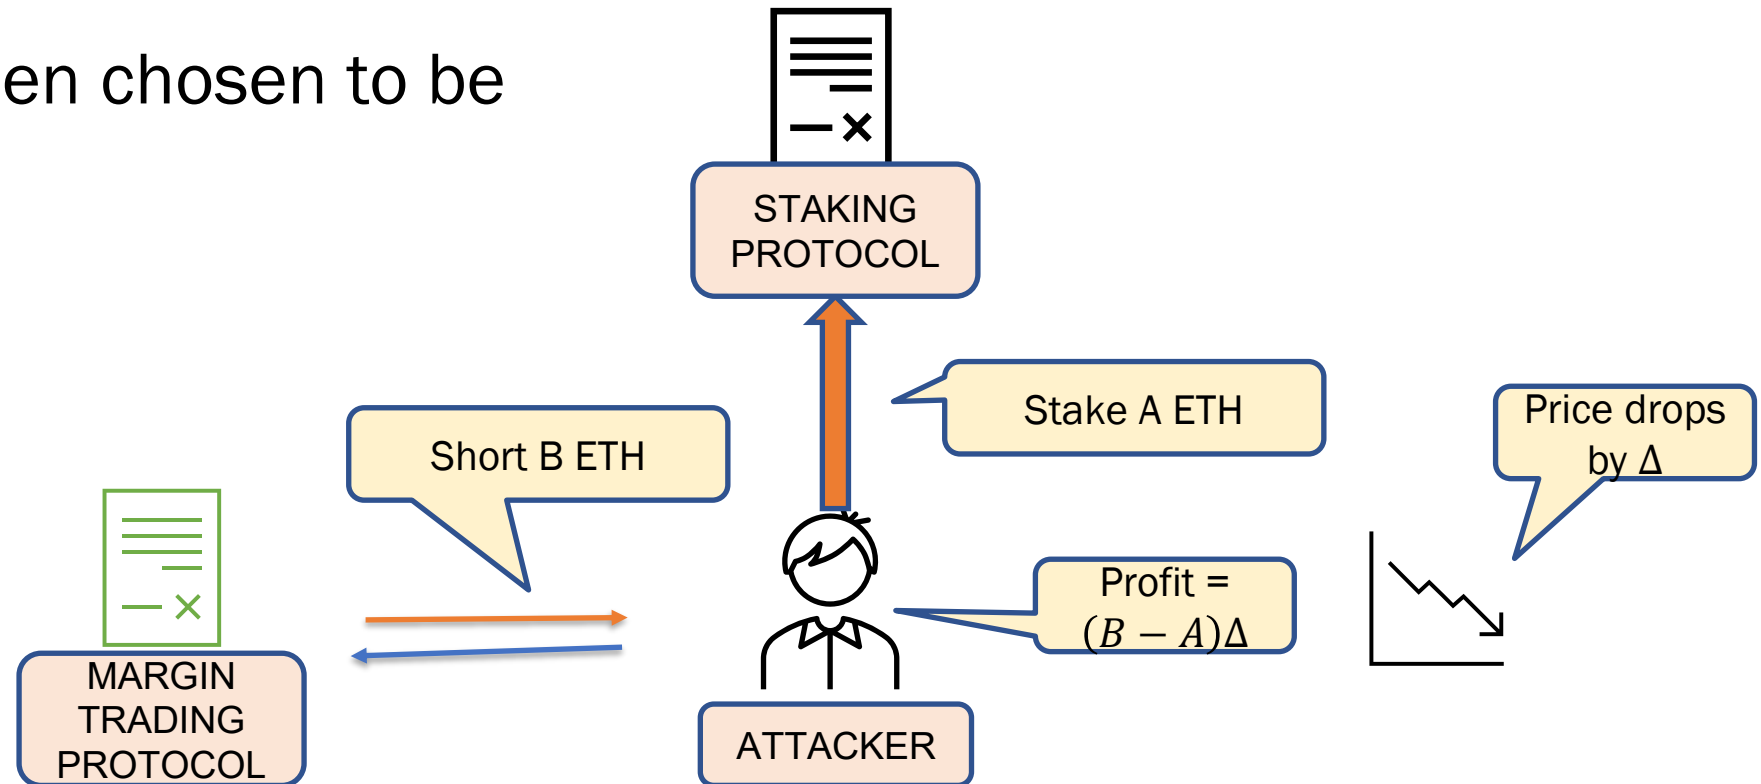 en chosen to be
STAKING
PROTOCOL
Stake A ETH
Price drops
by Δ
Short B ETH
Profit =
(B − A)Δ
MARGIN
TRADING
PROTOCOL
ATTACKER